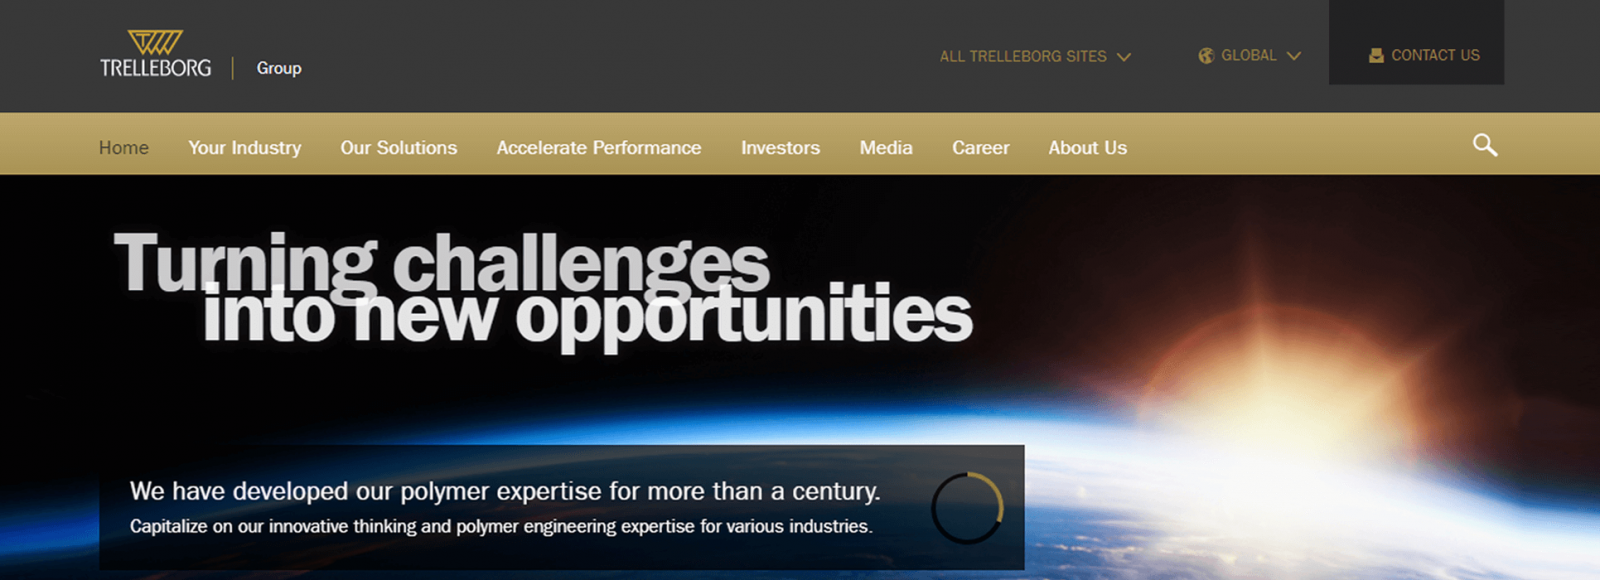 TRELLEBORG
Group
ALL TRELLEBORG SITES
GLOBAL
CONTACT US
Home
Your Industry
Our Solutions
Accelerate Performance
Investors
Media
Career
About Us
Turning challenges
into new opportunities
We have developed our polymer expertise for more than a century.
Capitalize on our innovative thinking and polymer engineering expertise for various industries.